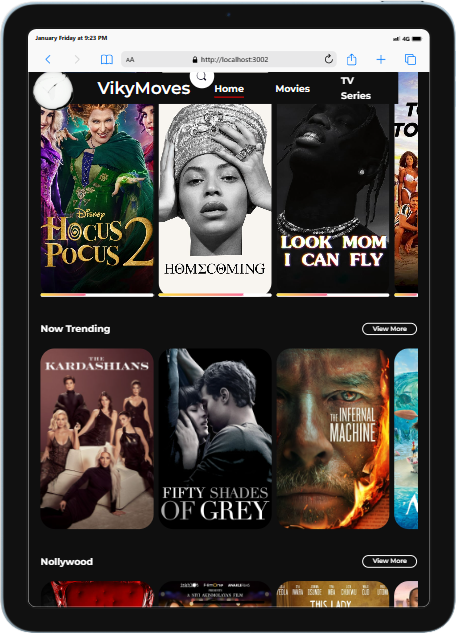 January Friday at 9:23 PM
4G
AA
http://localhost:3002
VikyMoves
Home
Movies
TV
Series
Disney
HOCUS
POCUS 2
HOMΣCOMING
LOOK MOM
I CAN FLY
TO
Now Trending
View More
THE
KARDASHIANS
FIFTY SHADES
OF GREY
THE INFERNAL
MACHINE
Nollywood
View More
THIS LADY